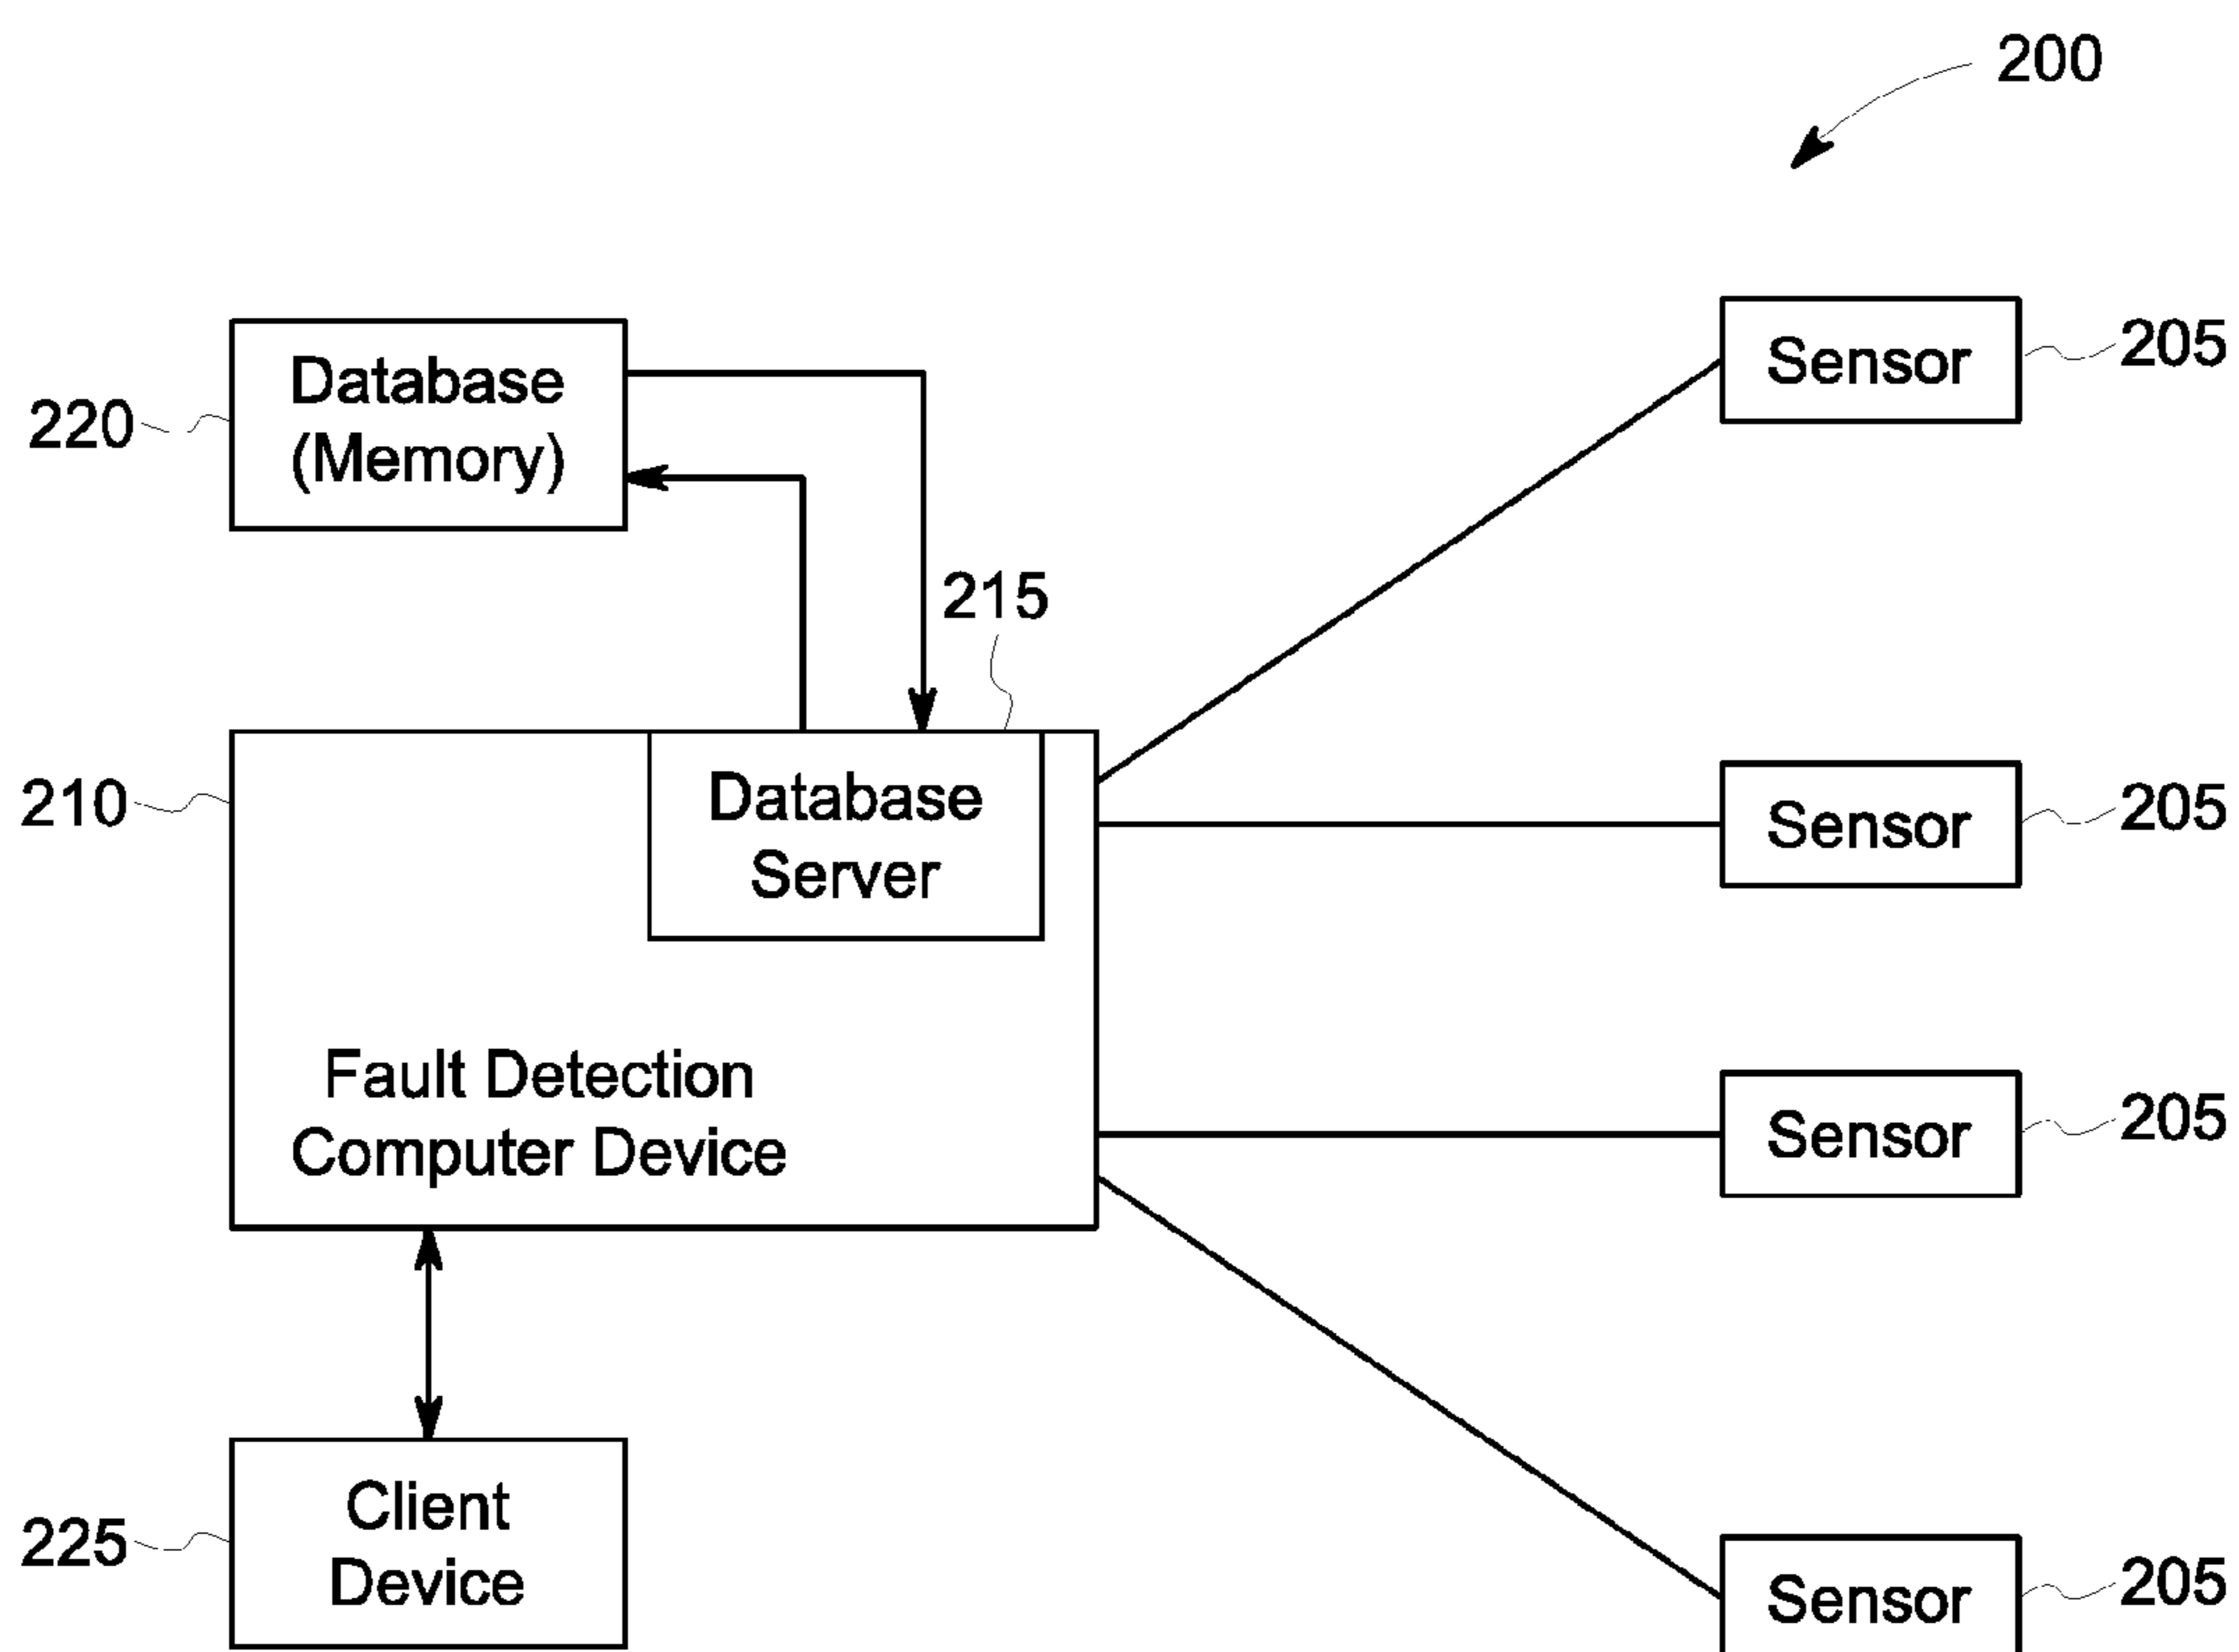 200
Database
(Memory)
220
Sensor
205
215
210
Database
Server
Sensor
205
Fault Detection
Computer Device
Sensor
205
225
Client
Device
Sensor
205